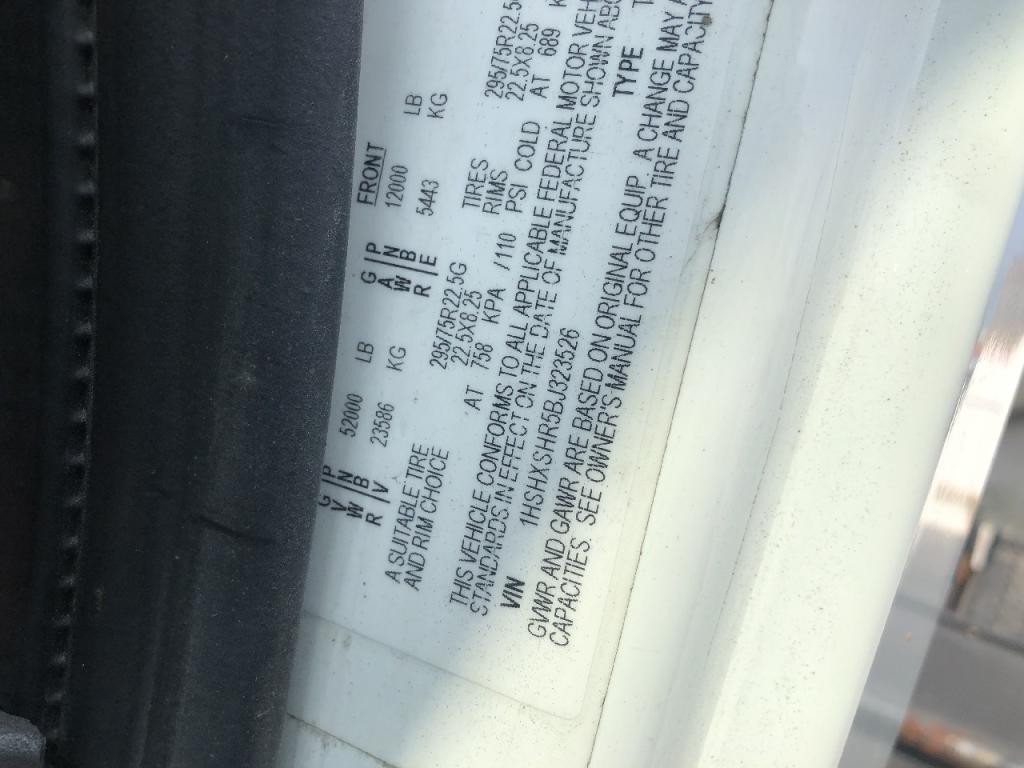 GVWR / PNBV 52000 LB
23586 KG
GAWR / PNBE FRONT
12000 LB
5443 KG
A SUITABLE TIRE 295/75R22.5G TIRES 295/75R22.5G
AND RIM CHOICE 22.5X8.25 RIMS 22.5X8.25
AT 758 KPA /110 PSI COLD AT 689
THIS VEHICLE CONFORMS TO ALL APPLICABLE FEDERAL MOTOR
STANDARDS IN EFFECT ON THE DATE OF MANUFACTURE SHOWN
VIN 1HSHXSHR5BJ323526 TYPE
GVWR AND GAWR ARE BASED ON ORIGINAL EQUIP. A CHANGE MAY
CAPACITIES. SEE OWNER'S MANUAL FOR OTHER TIRE AND CAPACITY